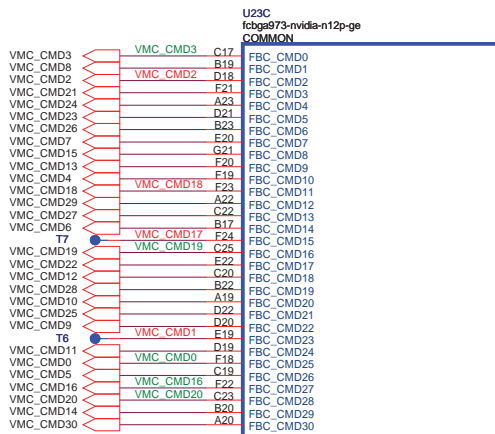 U23C
fcbga973-nvidia-n12p-ge
COMMON
VMC_CMD3 VMC_CMD3 C17 FBC_CMD0
VMC_CMD8 B19 FBC_CMD1
VMC_CMD2 VMC_CMD2 D18 FBC_CMD2
VMC_CMD21 F21 FBC_CMD3
VMC_CMD24 A23 FBC_CMD4
VMC_CMD23 D21 FBC_CMD5
VMC_CMD26 B23 FBC_CMD6
VMC_CMD7 E20 FBC_CMD7
VMC_CMD15 G21 FBC_CMD8
VMC_CMD13 F20 FBC_CMD9
VMC_CMD4 F19 FBC_CMD10
VMC_CMD18 VMC_CMD18 F23 FBC_CMD11
VMC_CMD29 A22 FBC_CMD12
VMC_CMD27 C22 FBC_CMD13
VMC_CMD6 B17 FBC_CMD14
T7 VMC_CMD17 F24 FBC_CMD15
VMC_CMD19 VMC_CMD19 C25 FBC_CMD16
VMC_CMD22 E22 FBC_CMD17
VMC_CMD12 C20 FBC_CMD18
VMC_CMD28 B22 FBC_CMD19
VMC_CMD10 A19 FBC_CMD20
VMC_CMD25 D22 FBC_CMD21
VMC_CMD9 D20 FBC_CMD22
T6 VMC_CMD1 E19 FBC_CMD23
VMC_CMD11 D19 FBC_CMD24
VMC_CMD0 VMC_CMD0 F18 FBC_CMD25
VMC_CMD5 C19 FBC_CMD26
VMC_CMD16 VMC_CMD16 F22 FBC_CMD27
VMC_CMD20 VMC_CMD20 C23 FBC_CMD28
VMC_CMD14 B20 FBC_CMD29
VMC_CMD30 A20 FBC_CMD30